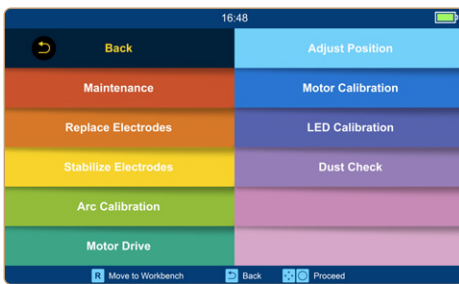 16:48
Back
Adjust Position
Maintenance
Motor Calibration
Replace Electrodes
LED Calibration
Stabilize Electrodes
Dust Check
Arc Calibration
Motor Drive
R Move to Workbench Back Proceed